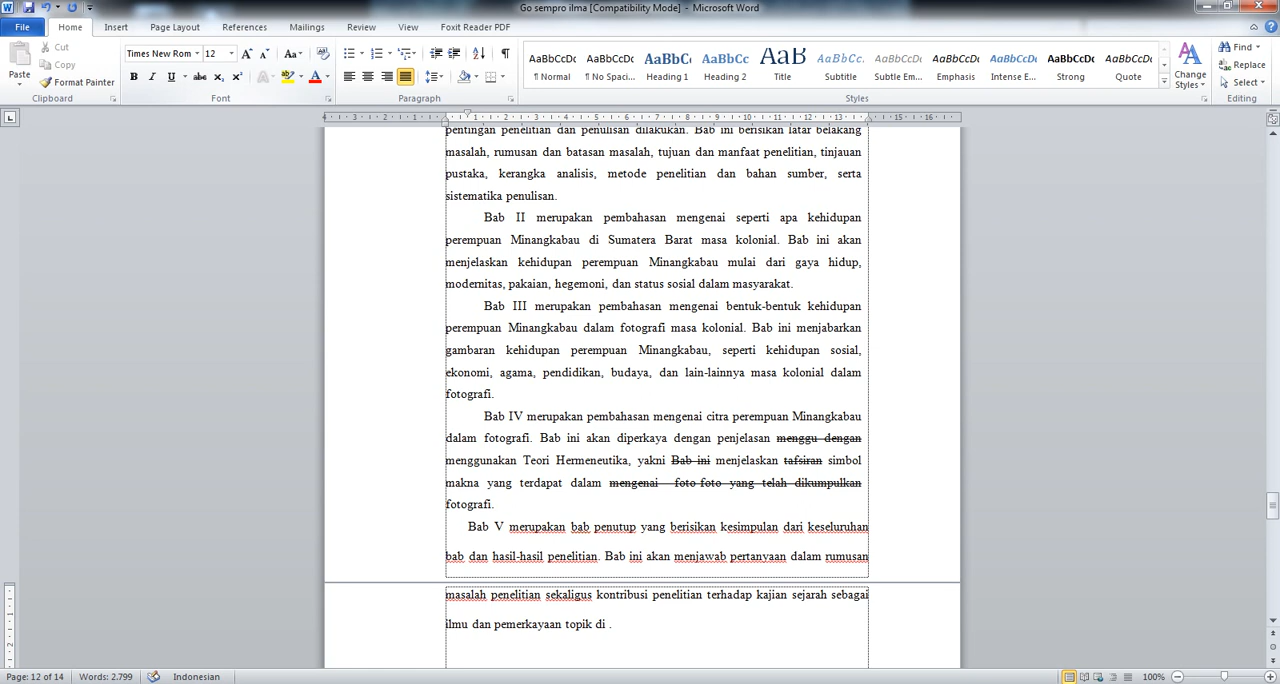 Go sempro ilma [Compatibility Mode] - Microsoft Word
File Home Insert Page Layout References Mailings Review View Foxit Reader PDF
Paste Cut Copy Format Painter
Times New Rom 12
AaBbCcDc AaBbCcDc AaBbC AaBbCc AaB AaBbCc. AaBbCcDc AaBbCcDc AaBbCcDc AaBbCcDc AaBbCcDc
¶ Normal ¶ No Spaci... Heading 1 Heading 2 Title Subtitle Subtle Em... Emphasis Intense E... Strong Quote
Change Styles
Find Replace Select
Clipboard Font Paragraph Styles Editing
pentingan penelitian dan penulisan dilakukan. Bab ini berisikan latar belakang
masalah, rumusan dan batasan masalah, tujuan dan manfaat penelitian, tinjauan
pustaka, kerangka analisis, metode penelitian dan bahan sumber, serta
sistematika penulisan.
Bab II merupakan pembahasan mengenai seperti apa kehidupan
perempuan Minangkabau di Sumatera Barat masa kolonial. Bab ini akan
menjelaskan kehidupan perempuan Minangkabau mulai dari gaya hidup,
modernitas, pakaian, hegemoni, dan status sosial dalam masyarakat.
Bab III merupakan pembahasan mengenai bentuk-bentuk kehidupan
perempuan Minangkabau dalam fotografi masa kolonial. Bab ini menjabarkan
gambaran kehidupan perempuan Minangkabau, seperti kehidupan sosial,
ekonomi, agama, pendidikan, budaya, dan lain-lainnya masa kolonial dalam
fotografi.
Bab IV merupakan pembahasan mengenai citra perempuan Minangkabau
dalam fotografi. Bab ini akan diperkaya dengan penjelasan menggu dengan
menggunakan Teori Hermeneutika, yakni Bab ini menjelaskan tafsiran simbol
makna yang terdapat dalam mengenai foto-foto yang telah dikumpulkan
fotografi.
Bab V merupakan bab penutup yang berisikan kesimpulan dari keseluruhan
bab dan hasil-hasil penelitian. Bab ini akan menjawab pertanyaan dalam rumusan
masalah penelitian sekaligus kontribusi penelitian terhadap kajian sejarah sebagai
ilmu dan pemerkayaan topik di .
Page: 12 of 14 Words: 2.799 Indonesian 100%